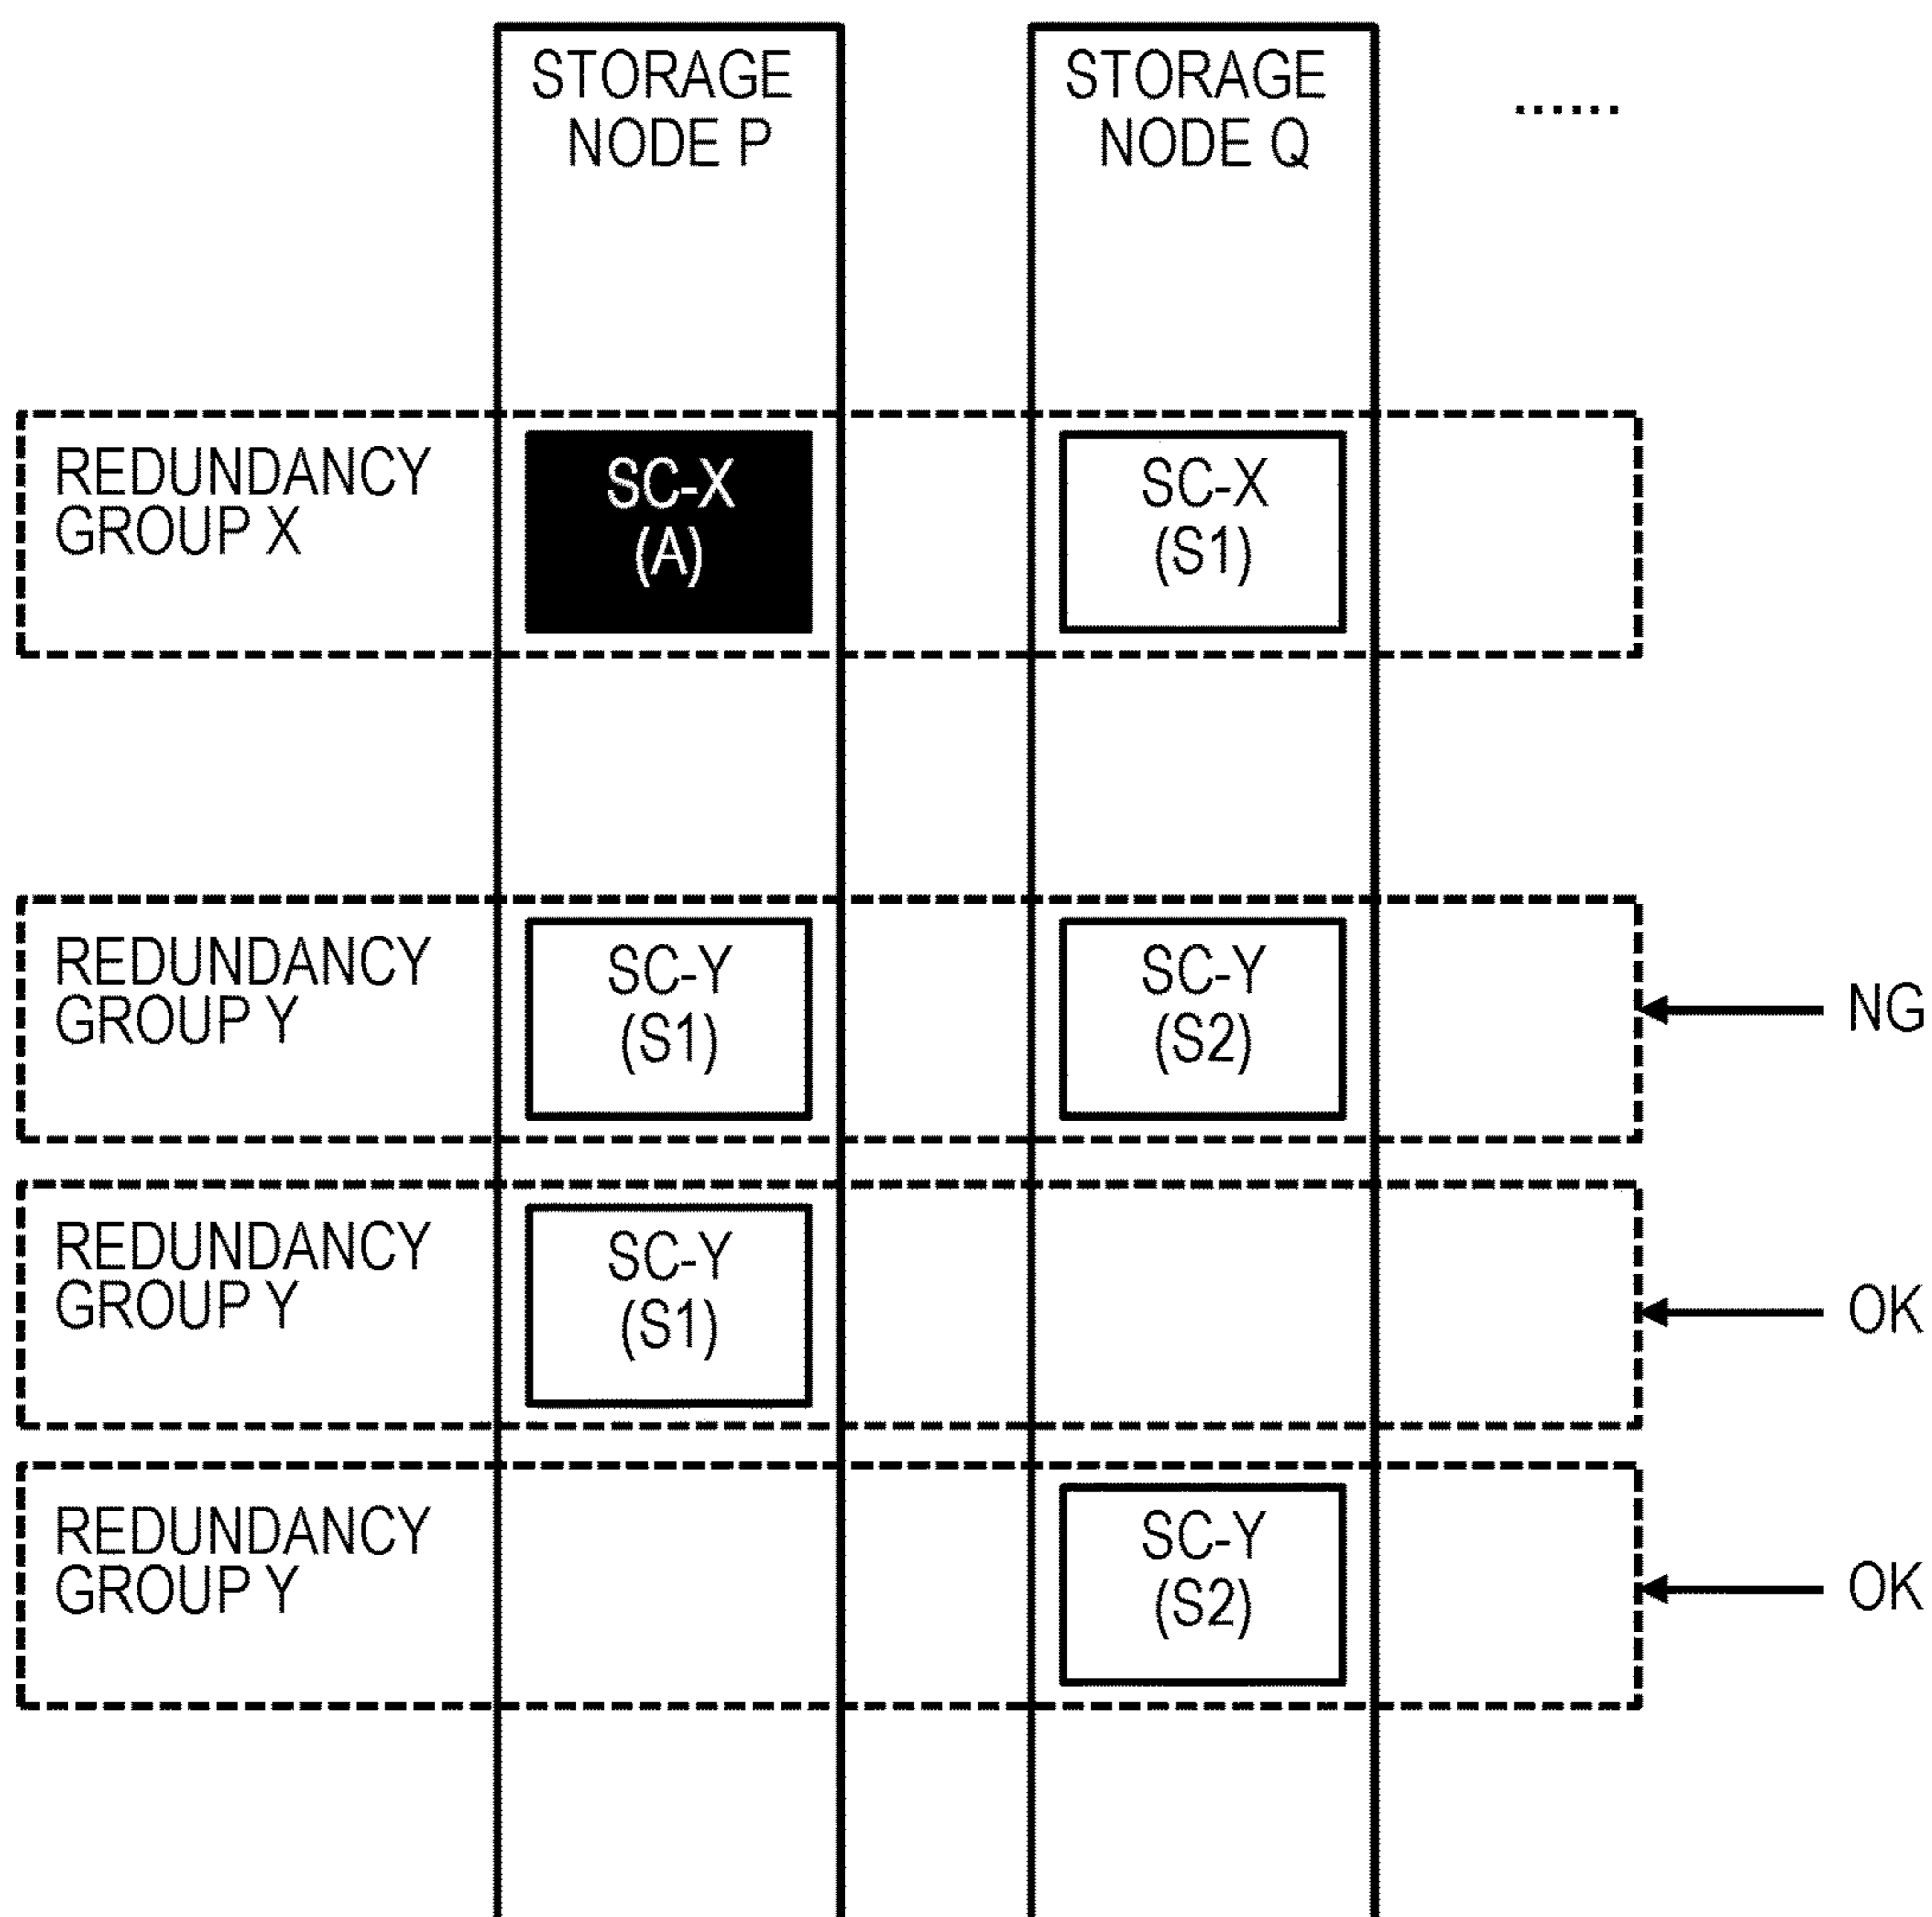 STORAGE
NODE P
STORAGE
NODE Q
......
REDUNDANCY
GROUP X
SC-X
(A)
SC-X
(S1)
REDUNDANCY
GROUP Y
SC-Y
(S1)
SC-Y
(S2)
NG
REDUNDANCY
GROUP Y
SC-Y
(S1)
OK
REDUNDANCY
GROUP Y
SC-Y
(S2)
OK